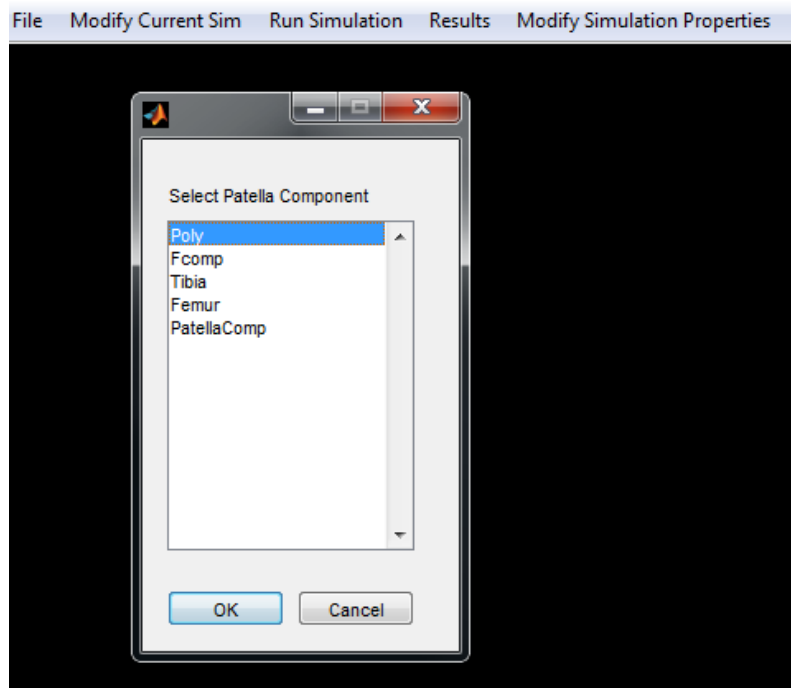 File Modify Current Sim Run Simulation Results Modify Simulation Properties
Select Patella Component
Poly
Fcomp
Tibia
Femur
PatellaComp
OK Cancel